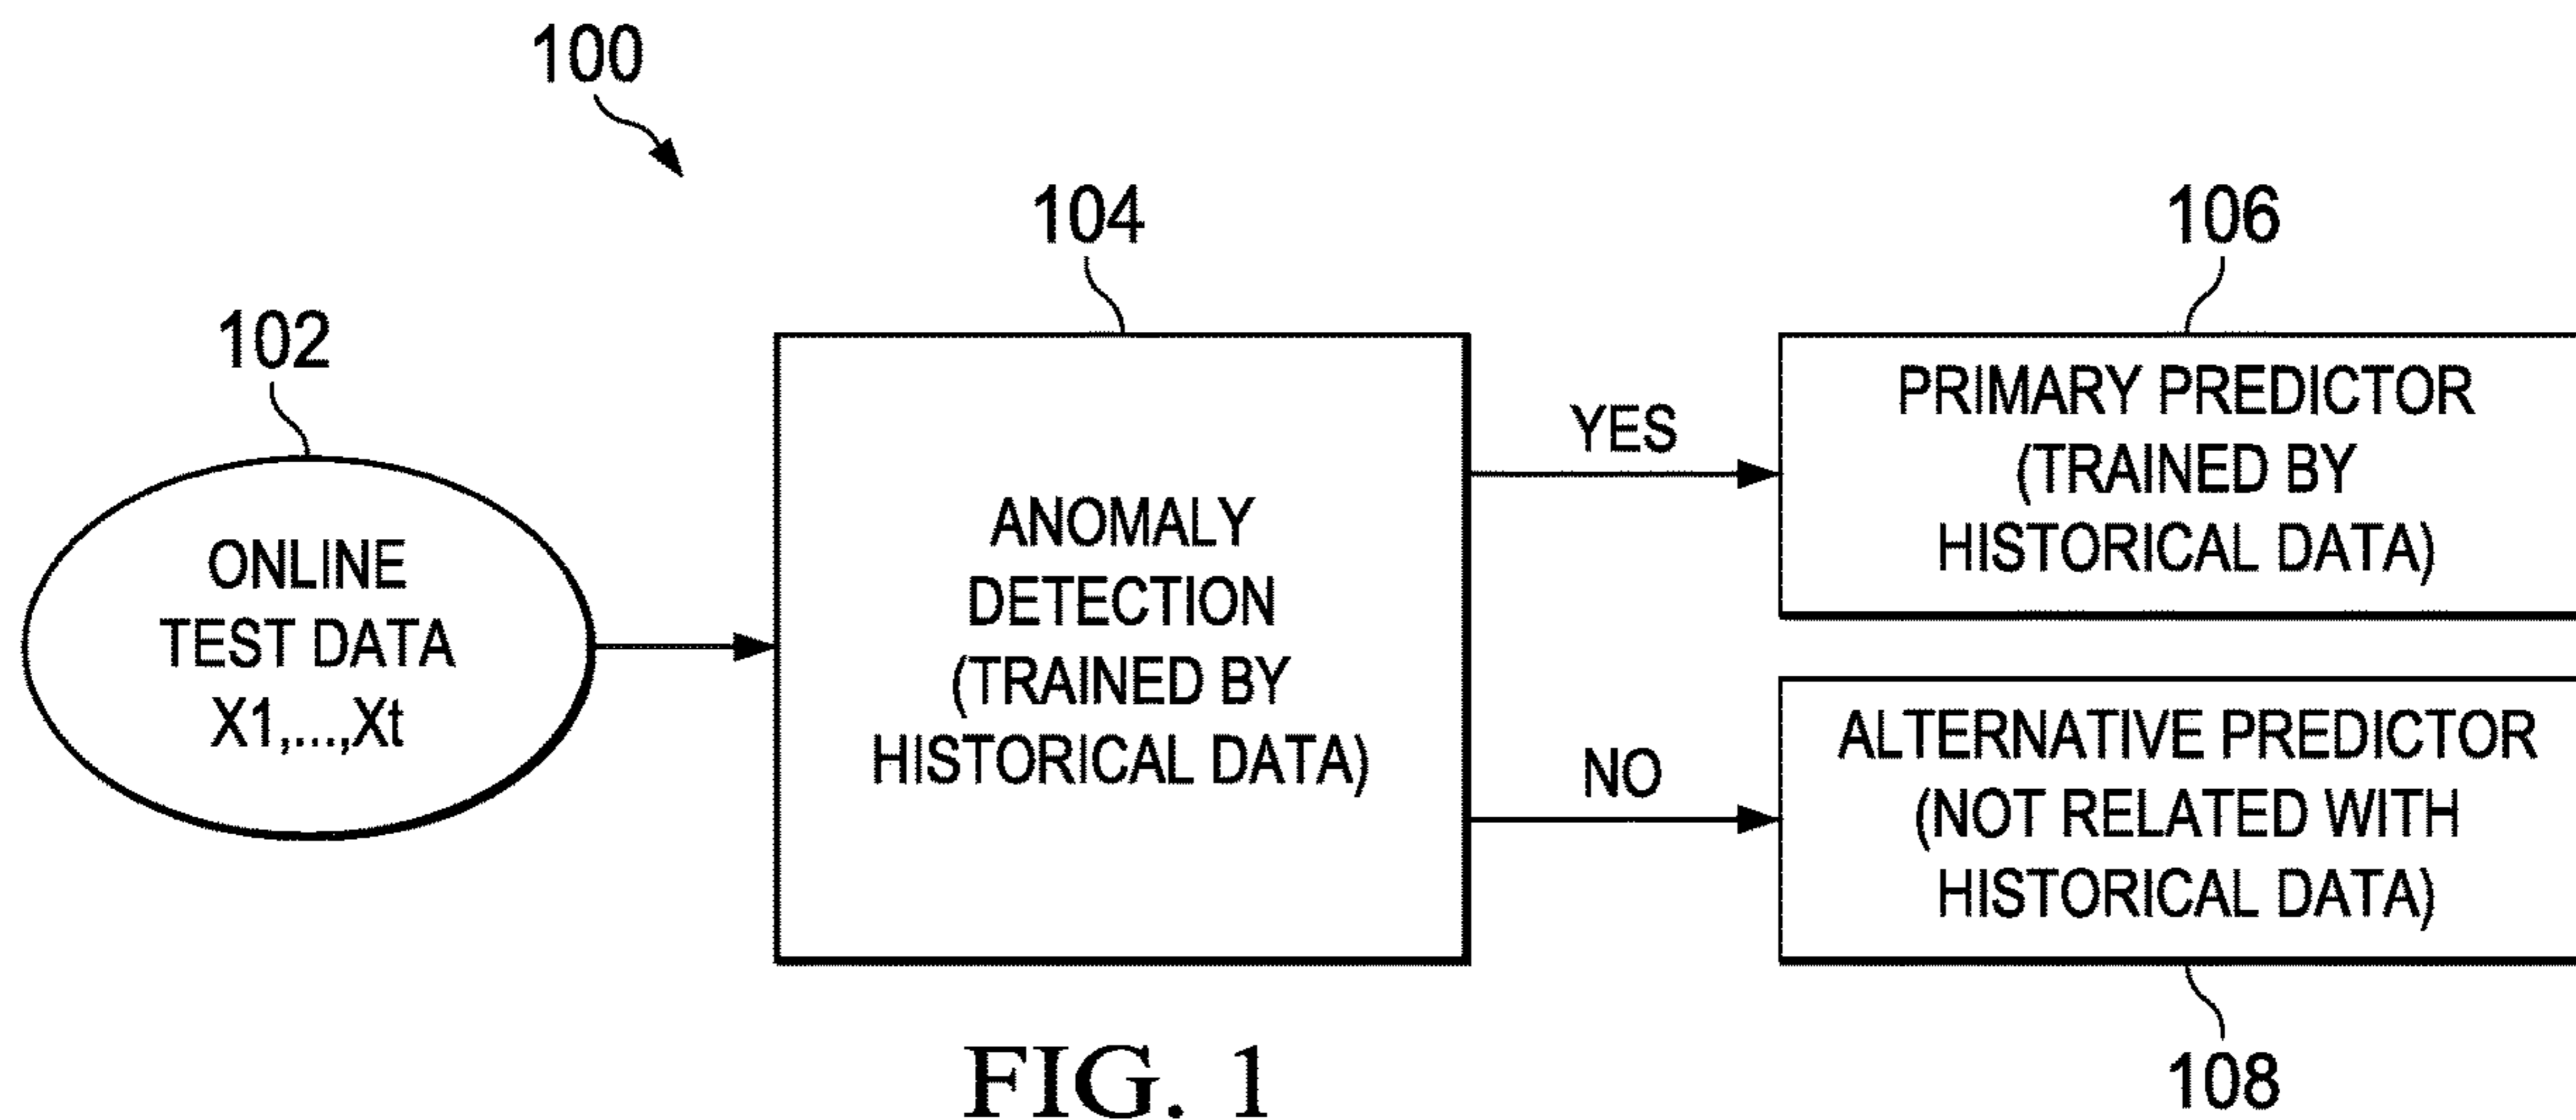 100
102
ONLINE
TEST DATA
X1,...,Xt
104
ANOMALY
DETECTION
(TRAINED BY
HISTORICAL DATA)
YES
NO
106
PRIMARY PREDICTOR
(TRAINED BY
HISTORICAL DATA)
ALTERNATIVE PREDICTOR
(NOT RELATED WITH
HISTORICAL DATA)
108
FIG. 1